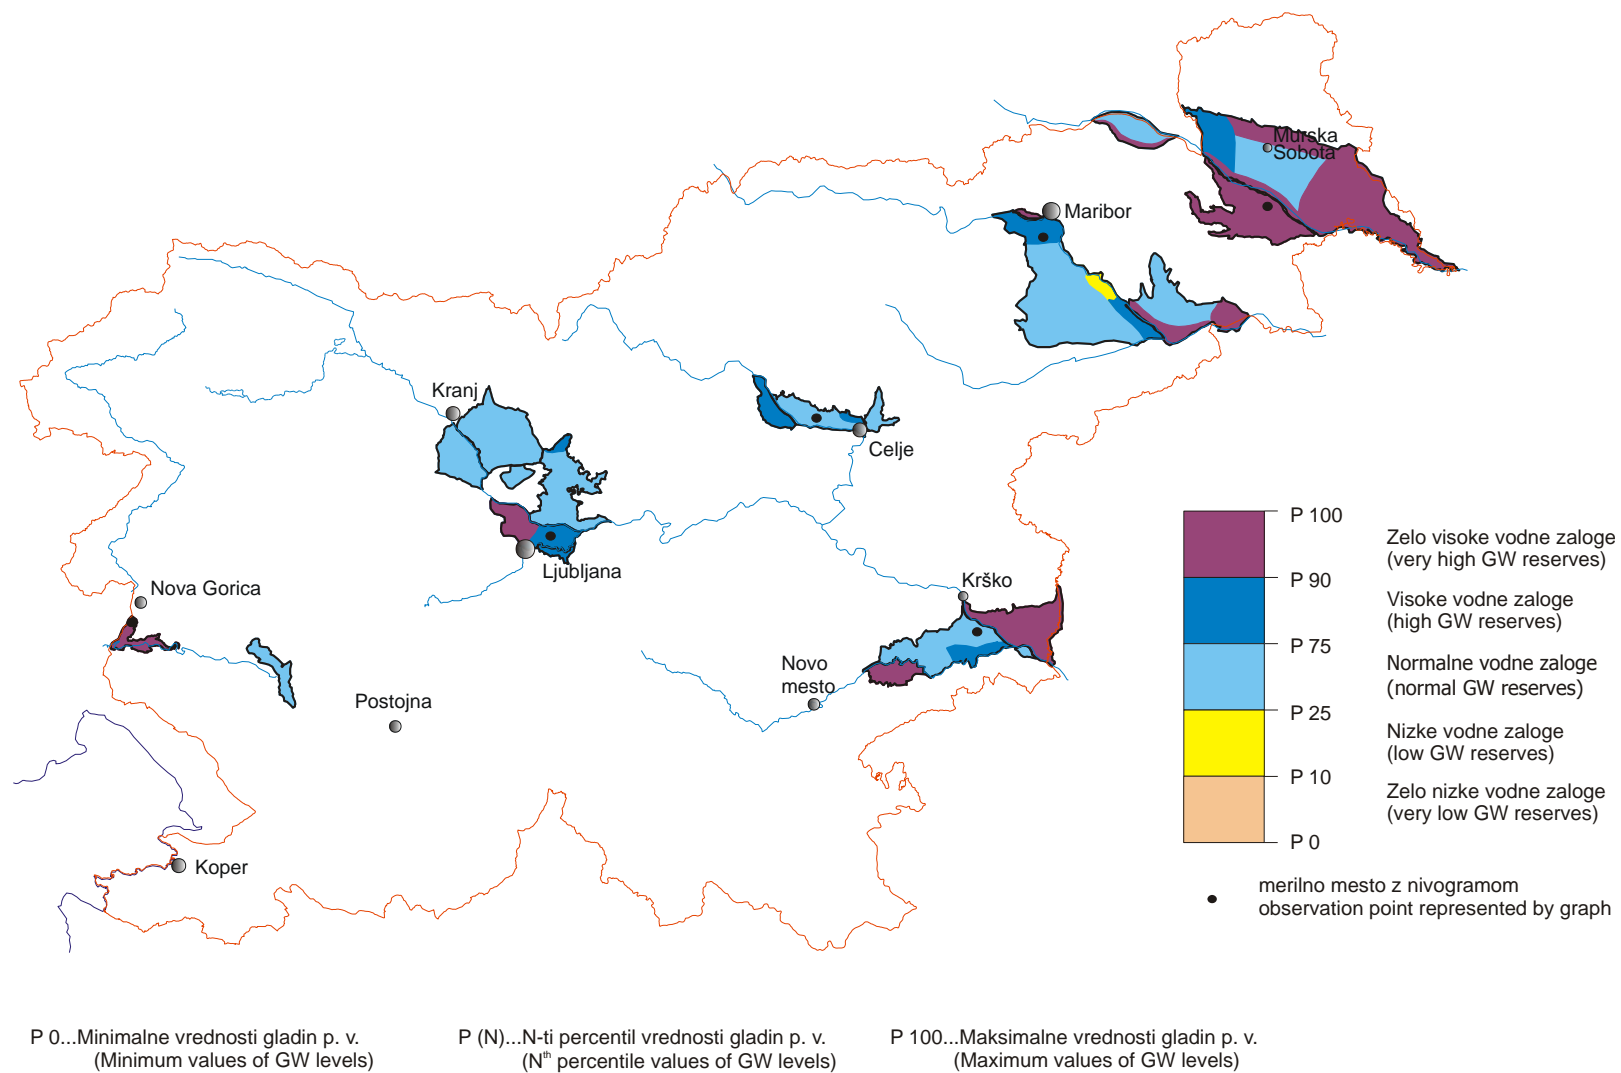 Murska
Sobota
Maribor
Kranj
Celje
Ljubljana
Nova Gorica
Krško
Novo
mesto
Postojna
Koper
P 100
Zelo visoke vodne zaloge
(very high GW reserves)
P 90
Visoke vodne zaloge
(high GW reserves)
P 75
Normalne vodne zaloge
(normal GW reserves)
P 25
Nizke vodne zaloge
(low GW reserves)
P 10
Zelo nizke vodne zaloge
(very low GW reserves)
P 0
merilno mesto z nivogramom
observation point represented by graph
P 0...Minimalne vrednosti gladin p. v.
(Minimum values of GW levels)
P (N)...N-ti percentil vrednosti gladin p. v.
(Nth percentile values of GW levels)
P 100...Maksimalne vrednosti gladin p. v.
(Maximum values of GW levels)